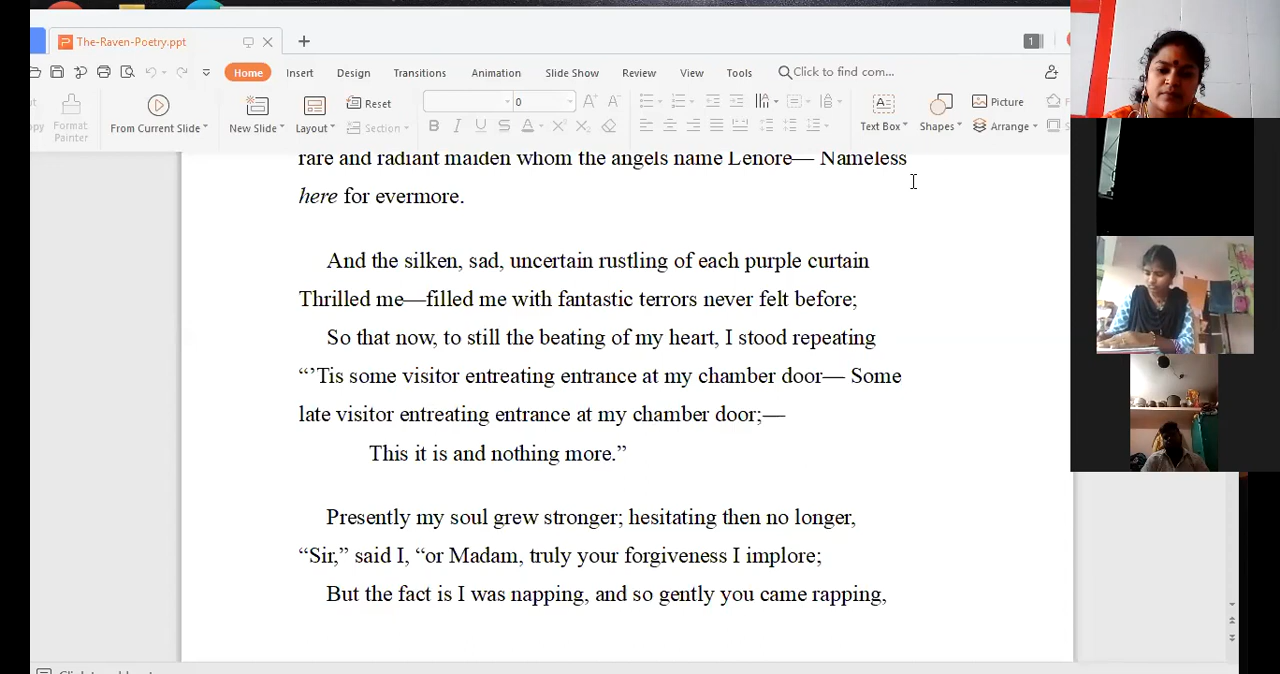 The-Raven-Poetry.ppt
1
Home Insert Design Transitions Animation Slide Show Review View Tools Click to find com...
Format Painter
From Current Slide
New Slide
Layout
Reset
Section
0
B I U S A X² X₂
Text Box
Shapes
Picture
Arrange
rare and radiant maiden whom the angels name Lenore— Nameless
here for evermore.
And the silken, sad, uncertain rustling of each purple curtain
Thrilled me—filled me with fantastic terrors never felt before;
So that now, to still the beating of my heart, I stood repeating
“’Tis some visitor entreating entrance at my chamber door— Some
late visitor entreating entrance at my chamber door;—
This it is and nothing more.”
Presently my soul grew stronger; hesitating then no longer,
“Sir,” said I, “or Madam, truly your forgiveness I implore;
But the fact is I was napping, and so gently you came rapping,